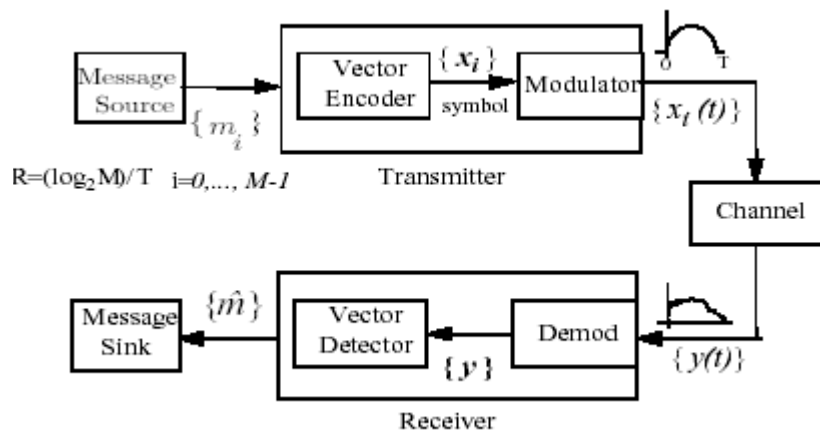 Message
Source
{m_i}
R=(log₂M)/T i=0,..., M-1
Vector
Encoder
{x_i}
symbol
Modulator
Transmitter
0 T
{x_i(t)}
Channel
{y(t)}
Demod
{y}
Vector
Detector
Receiver
{m̂}
Message
Sink